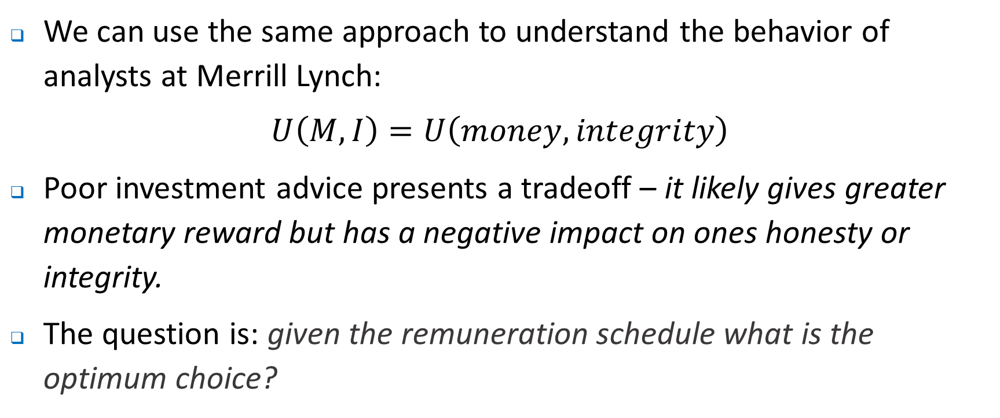 ❑ We can use the same approach to understand the behavior of
analysts at Merrill Lynch:
U(M, I) = U(money, integrity)
❑ Poor investment advice presents a tradeoff – it likely gives greater
monetary reward but has a negative impact on ones honesty or
integrity.
❑ The question is: given the remuneration schedule what is the
optimum choice?